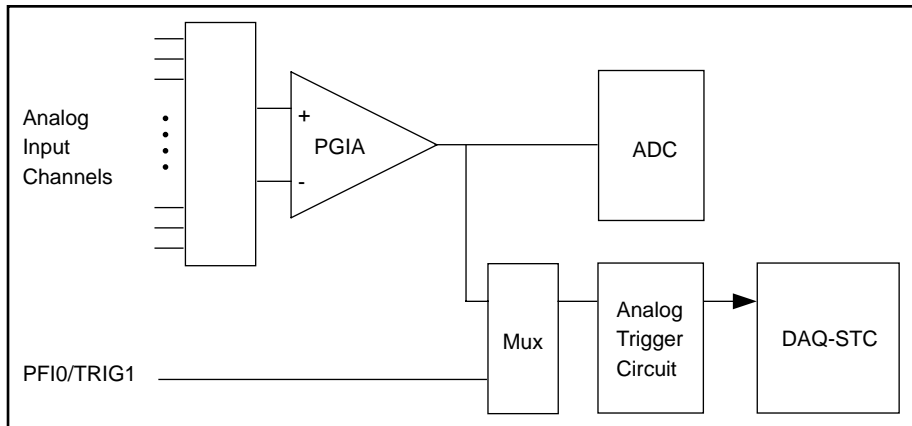 Analog
Input
Channels
+
PGIA
-
ADC
Mux
Analog
Trigger
Circuit
DAQ-STC
PFI0/TRIG1